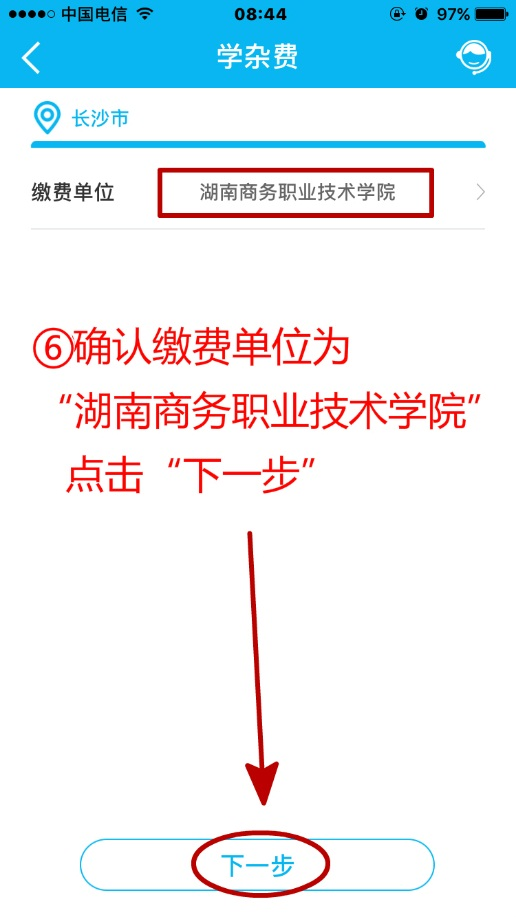 中国电信 08:44 97%
学杂费
长沙市
缴费单位 湖南商务职业技术学院
⑥确认缴费单位为
“湖南商务职业技术学院”
点击“下一步”
下一步